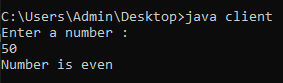 C:\Users\Admin\Desktop>java client
Enter a number :
50
Number is even